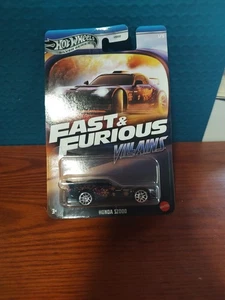 Hot Wheels
FAST & FURIOUS
VILLAINS
HONDA S2000